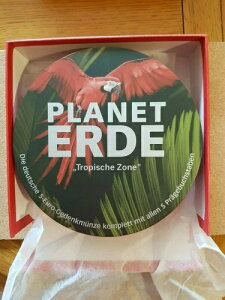 PLANET
ERDE
„Tropische Zone"
Die deutsche 5-Euro-Gedenkmünze komplett mit allen 5 Prägebuchstaben